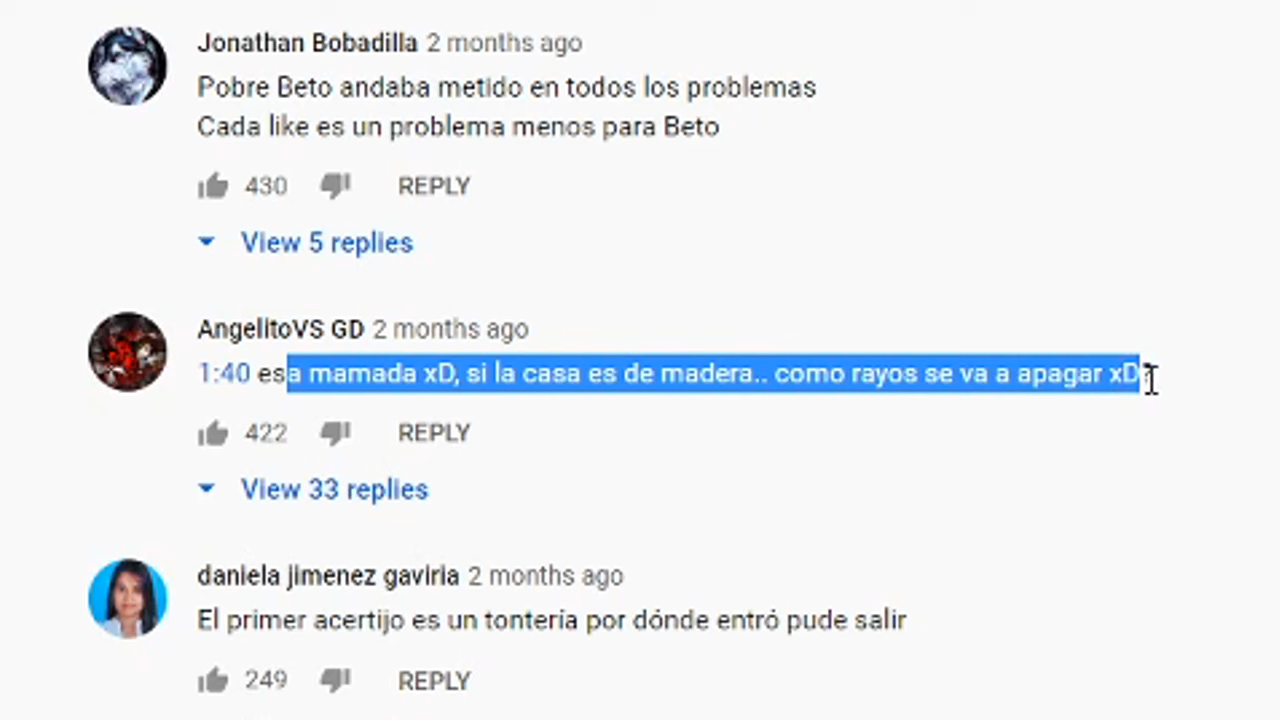 Jonathan Bobadilla 2 months ago
Pobre Beto andaba metido en todos los problemas
Cada like es un problema menos para Beto
430 REPLY
View 5 replies
AngelitoVS GD 2 months ago
1:40 esa mamada xD, si la casa es de madera.. como rayos se va a apagar xD
422 REPLY
View 33 replies
daniela jimenez gaviria 2 months ago
El primer acertijo es un tontería por dónde entró pude salir
249 REPLY